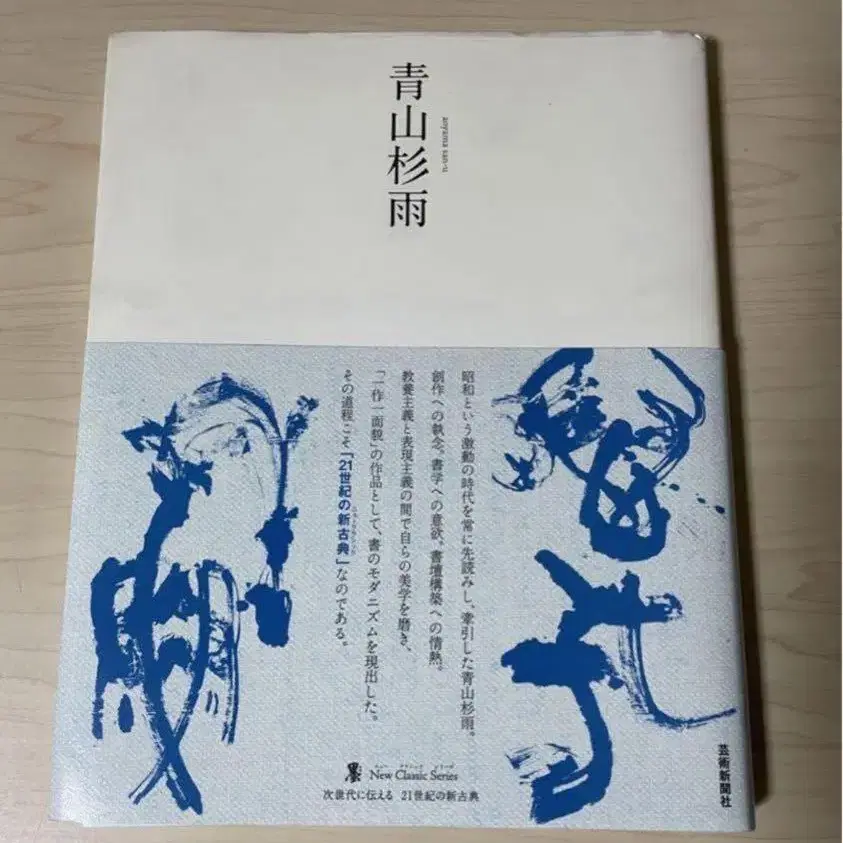 青山杉雨
aoyama san-u
昭和という激動の時代を常に先読みし、牽引した青山杉雨。
創作への執念。書学への意欲。書壇構築への情熱。
教養主義と表現主義の間で自らの美学を磨き、
「一作一面貌」の作品として、書のモダニズムを現出した。
その道程こそ「21世紀の新古典」なのである。
墨 New Classic Series
次世代に伝える 21世紀の新古典
芸術新聞社